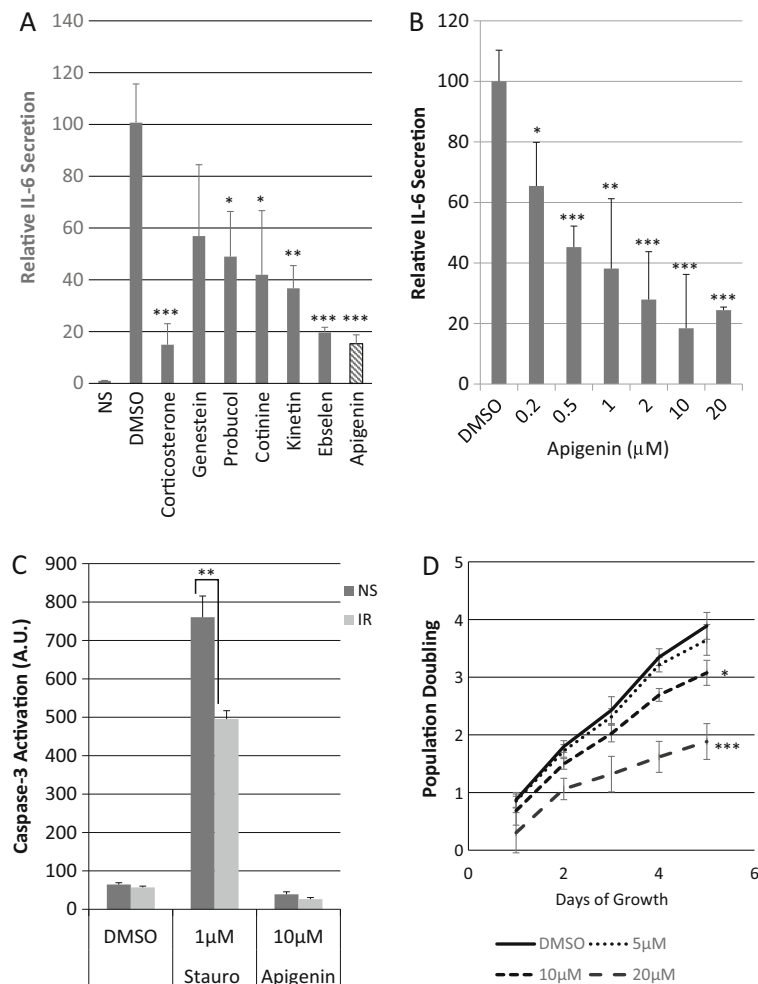 A
140
120
100
80
60
40
20
0
Relative IL-6 Secretion
***
*
*
**
***
***
NS
DMSO
Corticosterone
Genestein
Probucol
Cotinine
Kinetin
Ebselen
Apigenin
B
120
100
80
60
40
20
0
Relative IL-6 Secretion
*
***
**
***
***
***
DMSO
0.2
0.5
1
2
10
20
Apigenin (μM)
C
900
800
700
600
500
400
300
200
100
0
Caspase-3 Activation (A.U.)
**
NS
IR
DMSO
1μM
10μM
Stauro
Apigenin
D
5
4
3
2
1
0
Population Doubling
*
***
0
2
4
6
Days of Growth
DMSO
5μM
10μM
20μM